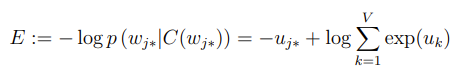 E := − log p (w_{j∗}|C(w_{j∗})) = −u_{j∗} + log ∑_{k=1}^{V} exp(u_k)